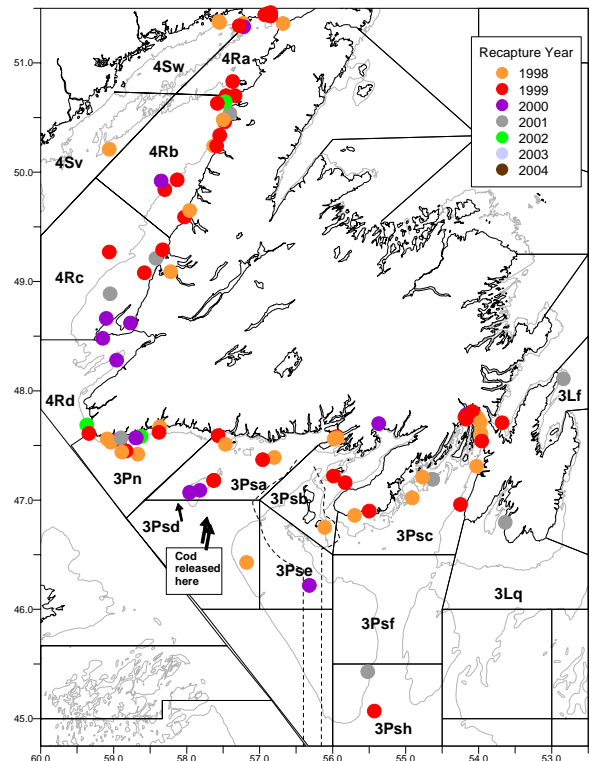 Recapture Year
1998
1999
2000
2001
2002
2003
2004
51.0
50.0
49.0
48.0
47.0
46.0
45.0
4Sw
4Ra
4Sv
4Rb
4Rc
4Rd
3Lf
3Pn
3Psa
3Psb
3Psd
3Psc
Cod
released
here
3Pse
3Lq
3Psf
3Psh
60.0
59.0
58.0
57.0
56.0
55.0
54.0
53.0